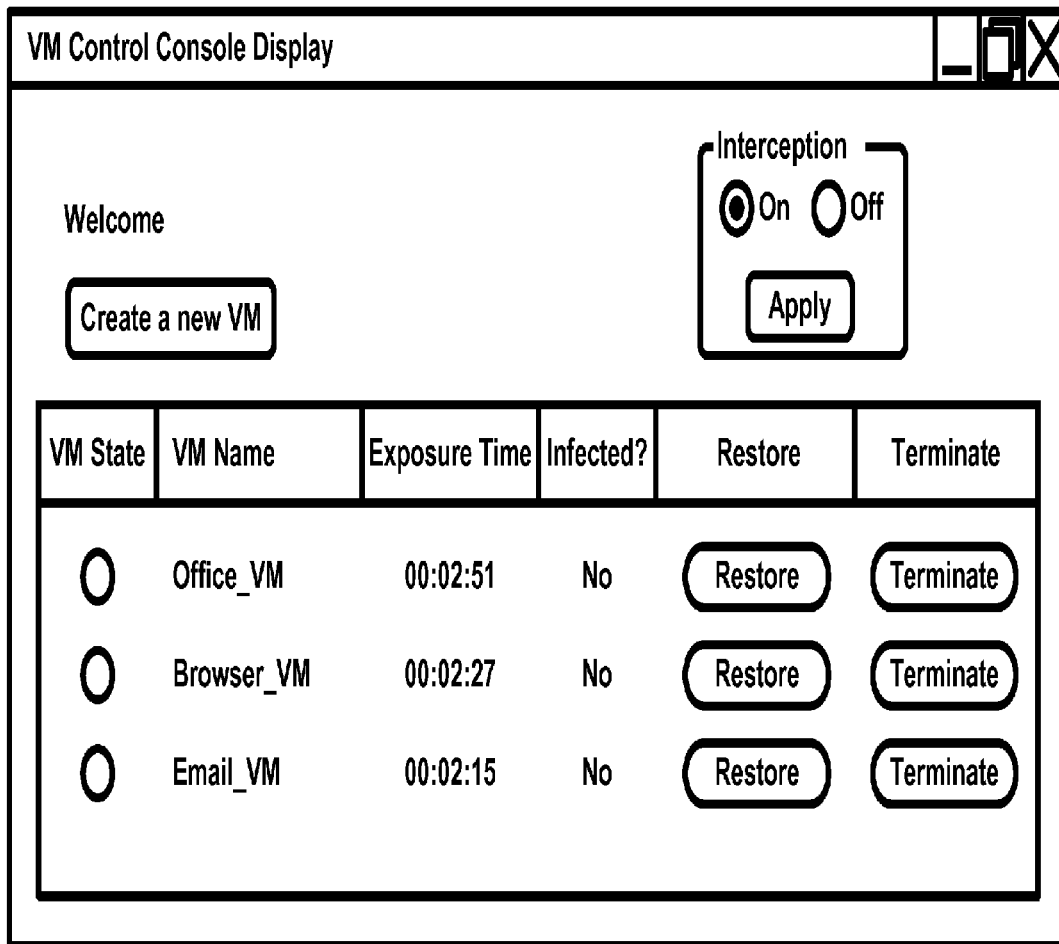 VM Control Console Display
Interception
On Off
Welcome
Create a new VM
Apply
VM State VM Name Exposure Time Infected? Restore Terminate
Office_VM 00:02:51 No Restore Terminate
Browser_VM 00:02:27 No Restore Terminate
Email_VM 00:02:15 No Restore Terminate